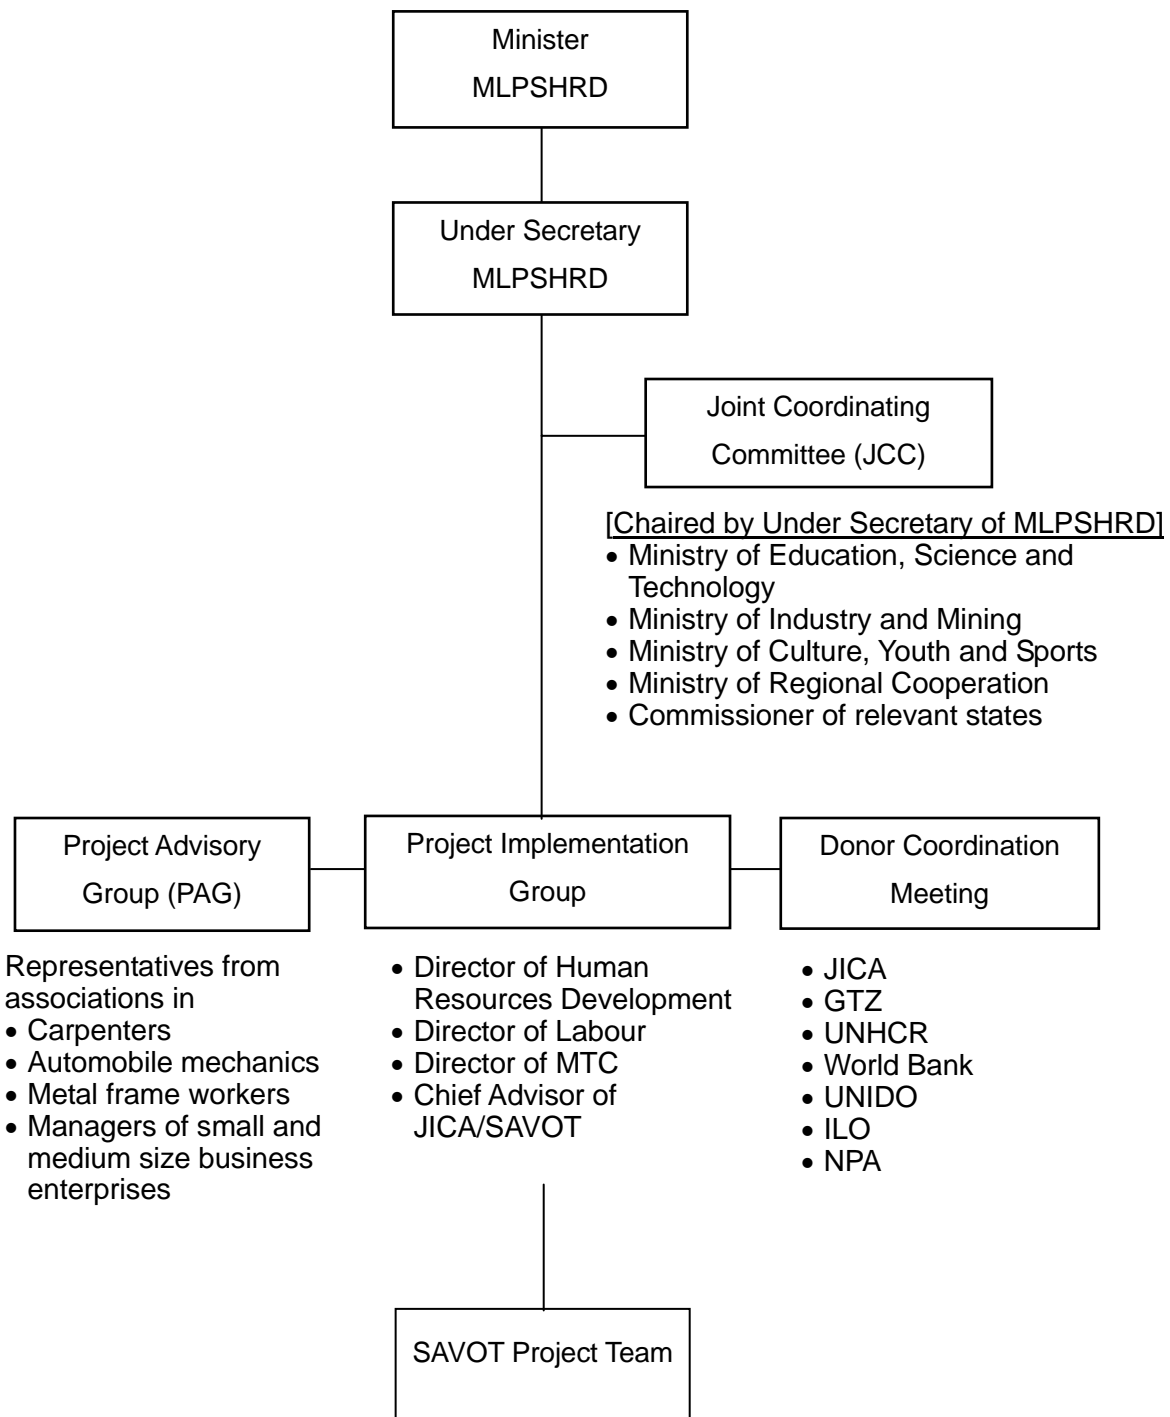 Minister
MLPSHRD
Under Secretary
MLPSHRD
Joint Coordinating
Committee (JCC)
[Chaired by Under Secretary of MLPSHRD]
• Ministry of Education, Science and
Technology
• Ministry of Industry and Mining
• Ministry of Culture, Youth and Sports
• Ministry of Regional Cooperation
• Commissioner of relevant states
Project Advisory
Group (PAG)
Representatives from
associations in
• Carpenters
• Automobile mechanics
• Metal frame workers
• Managers of small and
medium size business
enterprises
Project Implementation
Group
• Director of Human
Resources Development
• Director of Labour
• Director of MTC
• Chief Advisor of
JICA/SAVOT
Donor Coordination
Meeting
• JICA
• GTZ
• UNHCR
• World Bank
• UNIDO
• ILO
• NPA
SAVOT Project Team